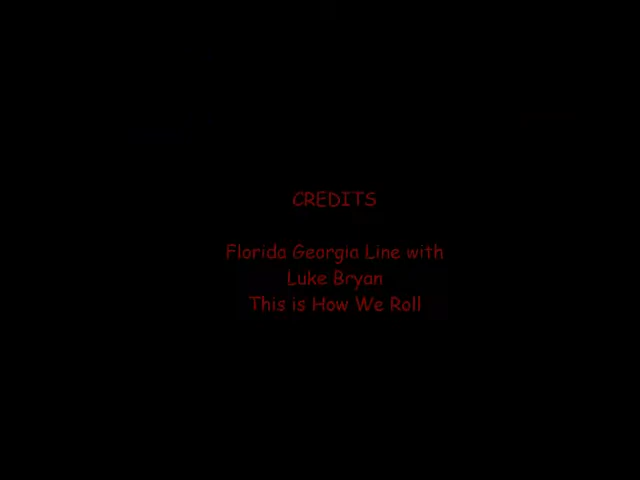 CREDITS
Florida Georgia Line with
Luke Bryan
This is How We Roll